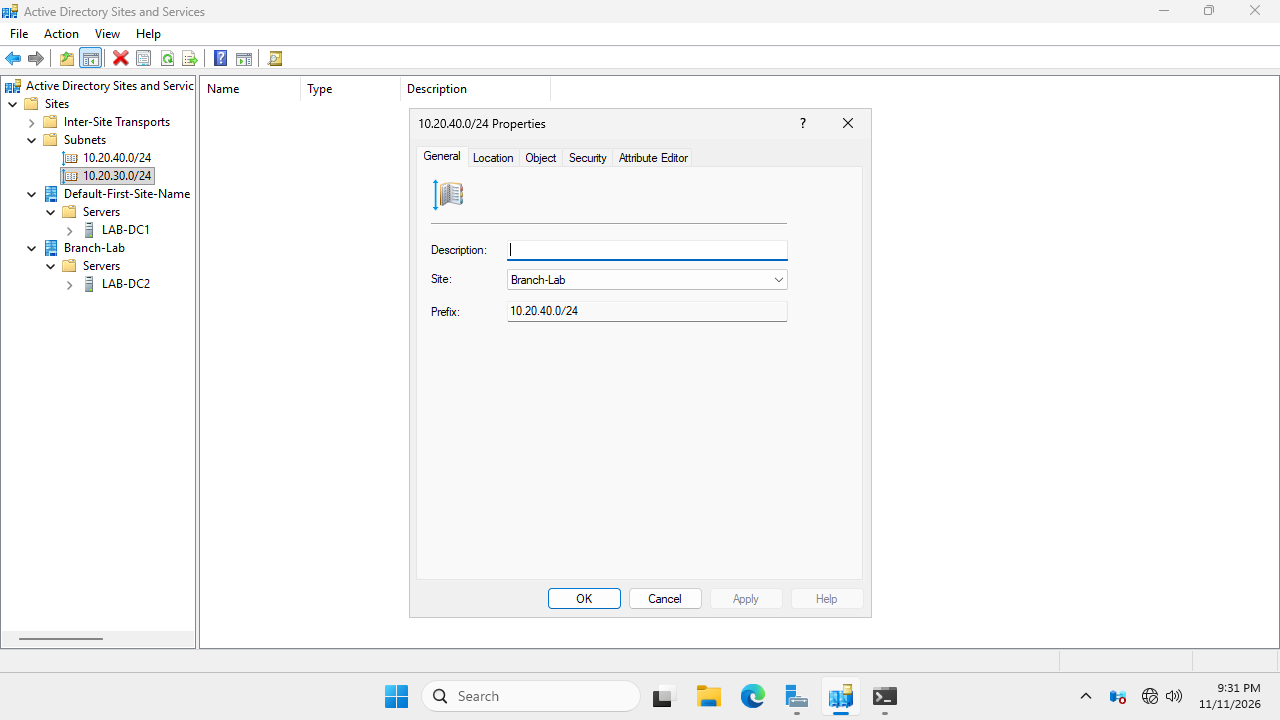 Active Directory Sites and Services
File Action View Help
Active Directory Sites and Servic
Sites
Inter-Site Transports
Subnets
10.20.40.0/24
10.20.30.0/24
Default-First-Site-Name
Servers
LAB-DC1
Branch-Lab
Servers
LAB-DC2
Name Type Description
10.20.40.0/24 Properties
?
General Location Object Security Attribute Editor
Description:
Site: Branch-Lab
Prefix: 10.20.40.0/24
OK Cancel Apply Help
Search
9:31 PM
11/11/2026